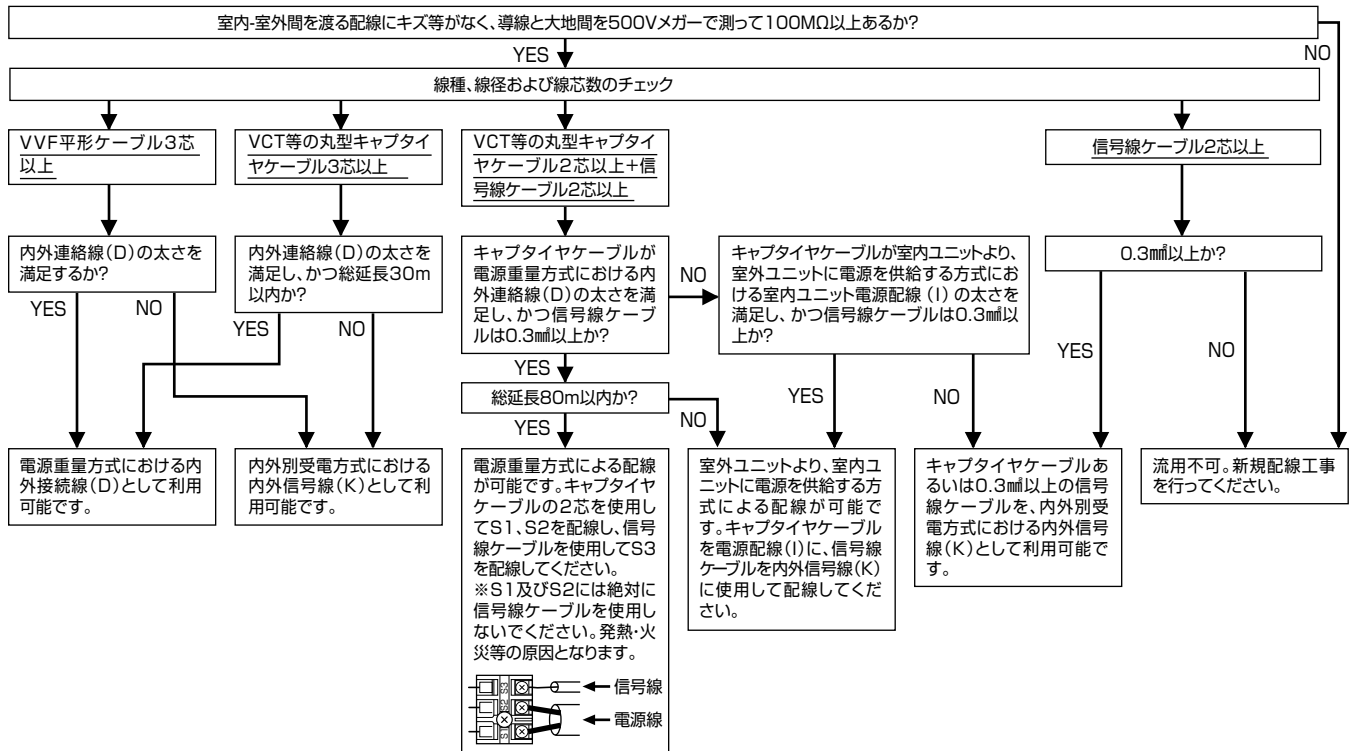 室内-室外間を渡る配線にキズ等がなく、導線と大地間を500Vメガーで測って100MΩ以上あるか?
YES
NO
線種、線径および線芯数のチェック
VVF平形ケーブル3芯
以上
VCT等の丸型キャプタイ
ヤケーブル3芯以上
VCT等の丸型キャプタイ
ヤケーブル2芯以上+信
号線ケーブル2芯以上
信号線ケーブル2芯以上
内外連絡線(D)の太さを
満足するか?
内外連絡線(D)の太さを
満足し、かつ総延長30m
以内か?
キャプタイヤケーブルが
電源重量方式における内
外連絡線(D)の太さを満
足し、かつ信号線ケーブ
ルは0.3㎟以上か?
NO
キャプタイヤケーブルが室内ユニットより、
室外ユニットに電源を供給する方式にお
ける室内ユニット電源配線(I)の太さを
満足し、かつ信号線ケーブルは0.3㎟以
上か?
0.3㎟以上か?
YES
NO
YES
NO
YES
YES
NO
YES
NO
総延長80m以内か?
YES
NO
電源重量方式における内
外接続線(D)として利用
可能です。
内外別受電方式における
内外信号線(K)として利
用可能です。
電源重量方式による配線
が可能です。キャプタイヤ
ケーブルの2芯を使用し
てS1、S2を配線し、信号
線ケーブルを使用してS3
を配線してください。
※S1及びS2には絶対に
信号線ケーブルを使用し
ないでください。発熱・火
災等の原因となります。
S3
S2
S1
信号線
電源線
室外ユニットより、室内ユ
ニットに電源を供給する方
式による配線が可能で
す。キャプタイヤケーブル
を電源配線(I)に、信号線
ケーブルを内外信号線(K)
に使用して配線してくだ
さい。
キャプタイヤケーブルあ
るいは0.3㎟以上の信号
線ケーブルを、内外別受
電方式における内外信号
線(K)として利用可能で
す。
流用不可。新規配線工事
を行ってください。